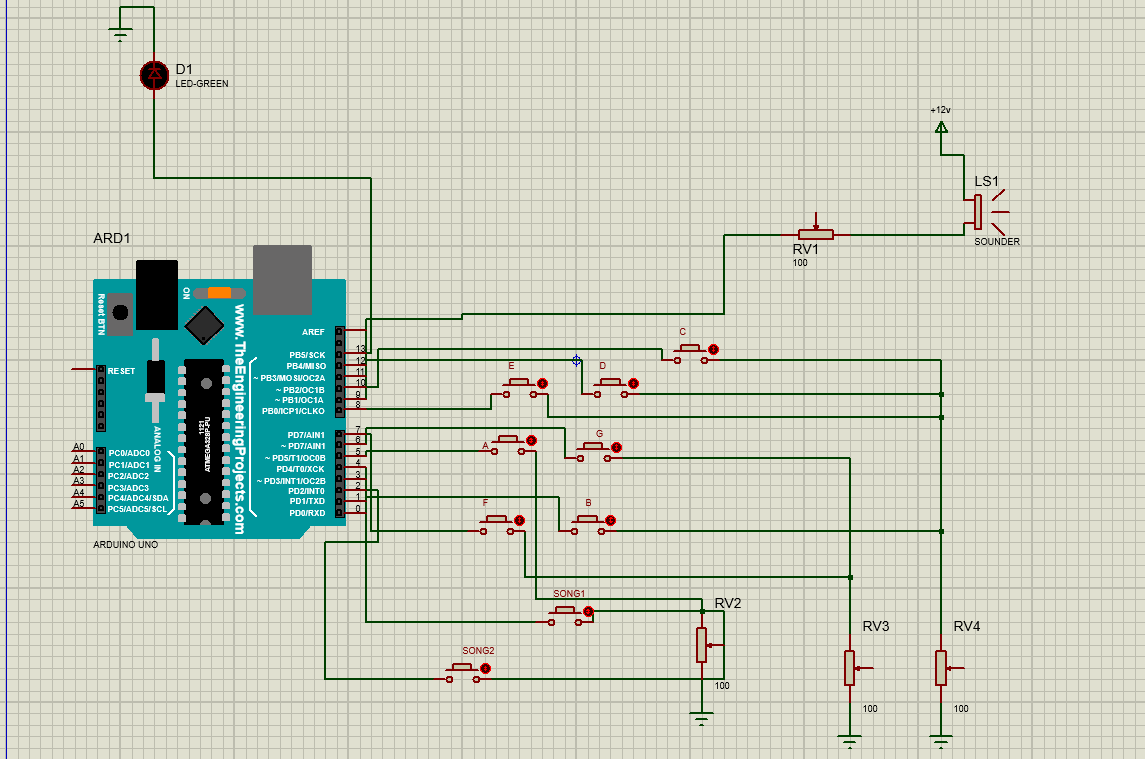 D1
LED-GREEN
+12v
LS1
SOUNDER
RV1
100
ARD1
Reset BTN
ON
www.TheEngineeringProjects.com
AREF
PB5/SCK
PB4/MISO
~ PB3/MOSI/OC2A
~ PB2/OC1B
~ PB1/OC1A
PB0/ICP1/CLKO
13
12
11
10
9
8
RESET
1121
ATMEGA328P-PU
ANALOG IN
A0
A1
A2
A3
A4
A5
PC0/ADC0
PC1/ADC1
PC2/ADC2
PC3/ADC3
PC4/ADC4/SDA
PC5/ADC5/SCL
PD7/AIN1
~ PD7/AIN1
~ PD5/T1/OC0B
PD4/T0/XCK
~ PD3/INT1/OC2B
PD2/INT0
PD1/TXD
PD0/RXD
7
6
5
4
3
2
1
0
ARDUINO UNO
C
E
D
A
G
F
B
SONG1
SONG2
RV2
100
RV3
100
RV4
100